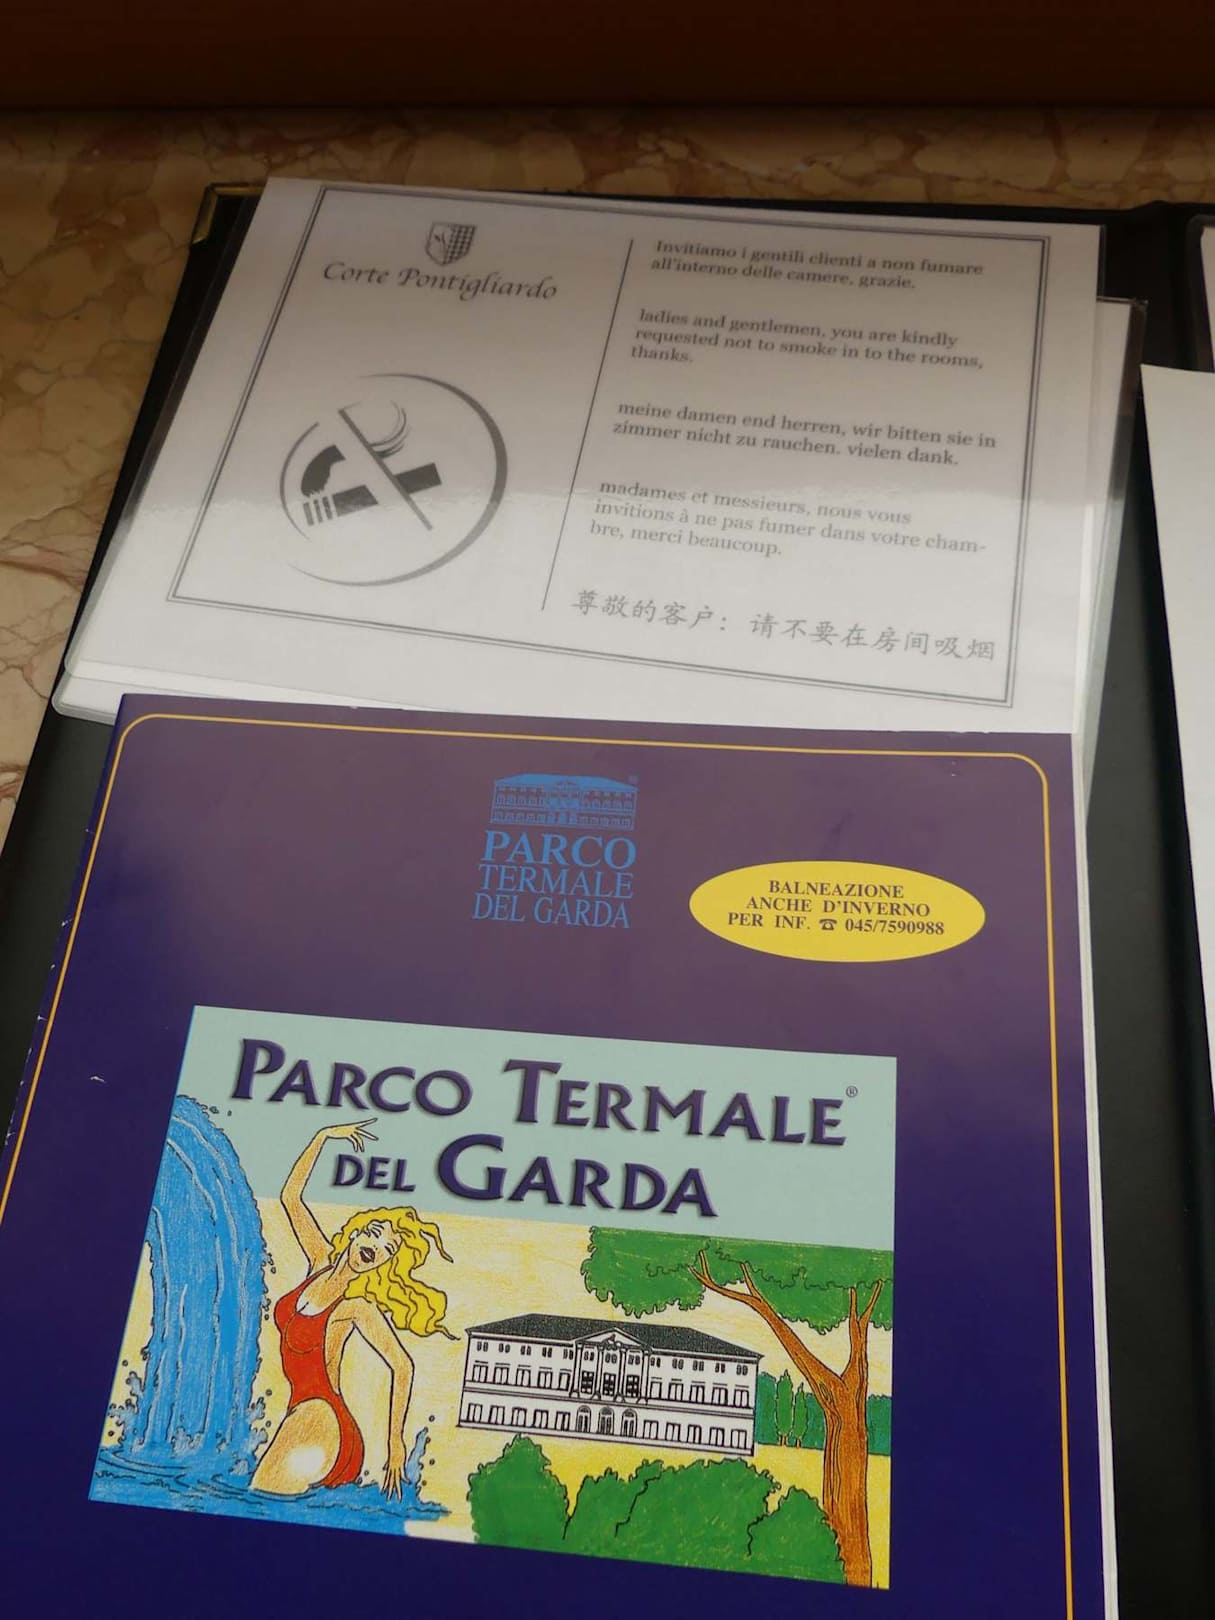 Corte Pontigliardo
Invitiamo i gentili clienti a non fumare
all'interno delle camere, grazie.
ladies and gentlemen, you are kindly
requested not to smoke in to the rooms,
thanks.
meine damen end herren, wir bitten sie in
zimmer nicht zu rauchen. vielen dank.
madames et messieurs, nous vous
invitions à ne pas fumer dans votre cham-
bre, merci beaucoup.
尊敬的客户： 请不要在房间吸烟
PARCO
TERMALE
DEL GARDA
BALNEAZIONE
ANCHE D'INVERNO
PER INF. ☎ 045/7590988
PARCO TERMALE®
DEL GARDA